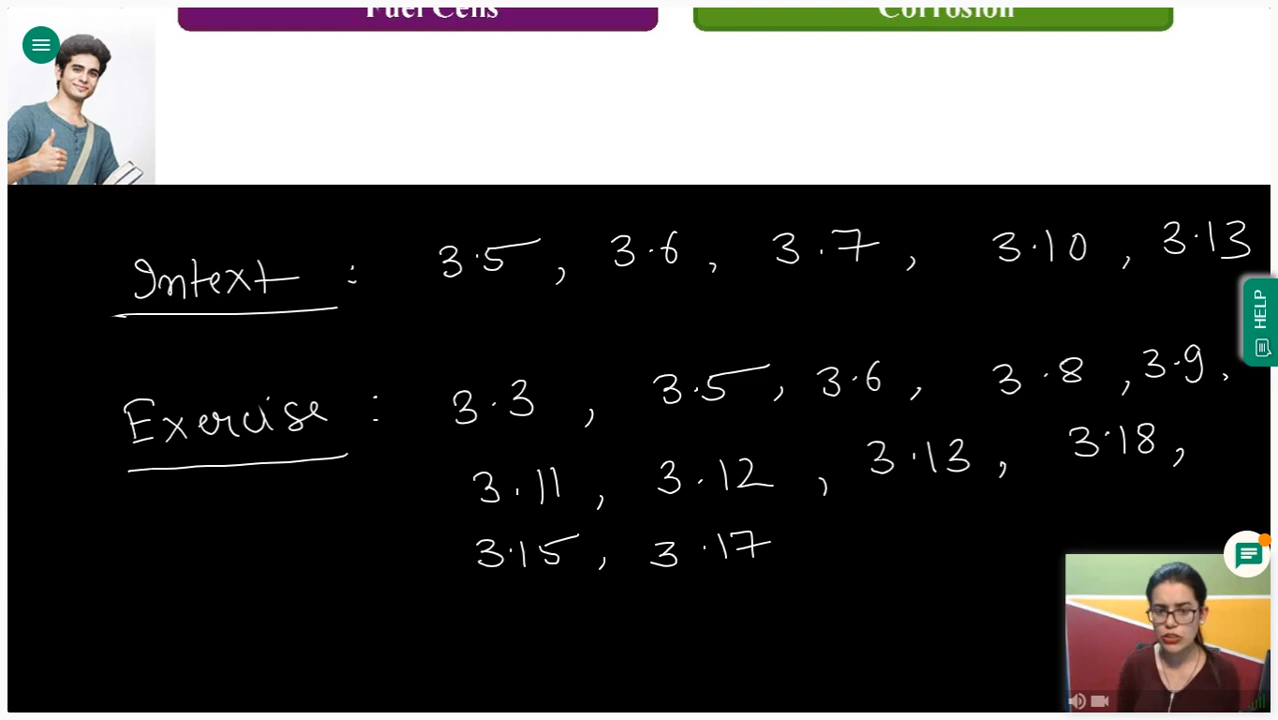 Fuel Cells
Corrosion
Intext : 3.5, 3.6, 3.7, 3.10, 3.13
Exercise : 3.3, 3.5, 3.6, 3.8, 3.9,
3.11, 3.12, 3.13, 3.18,
3.15, 3.17
HELP